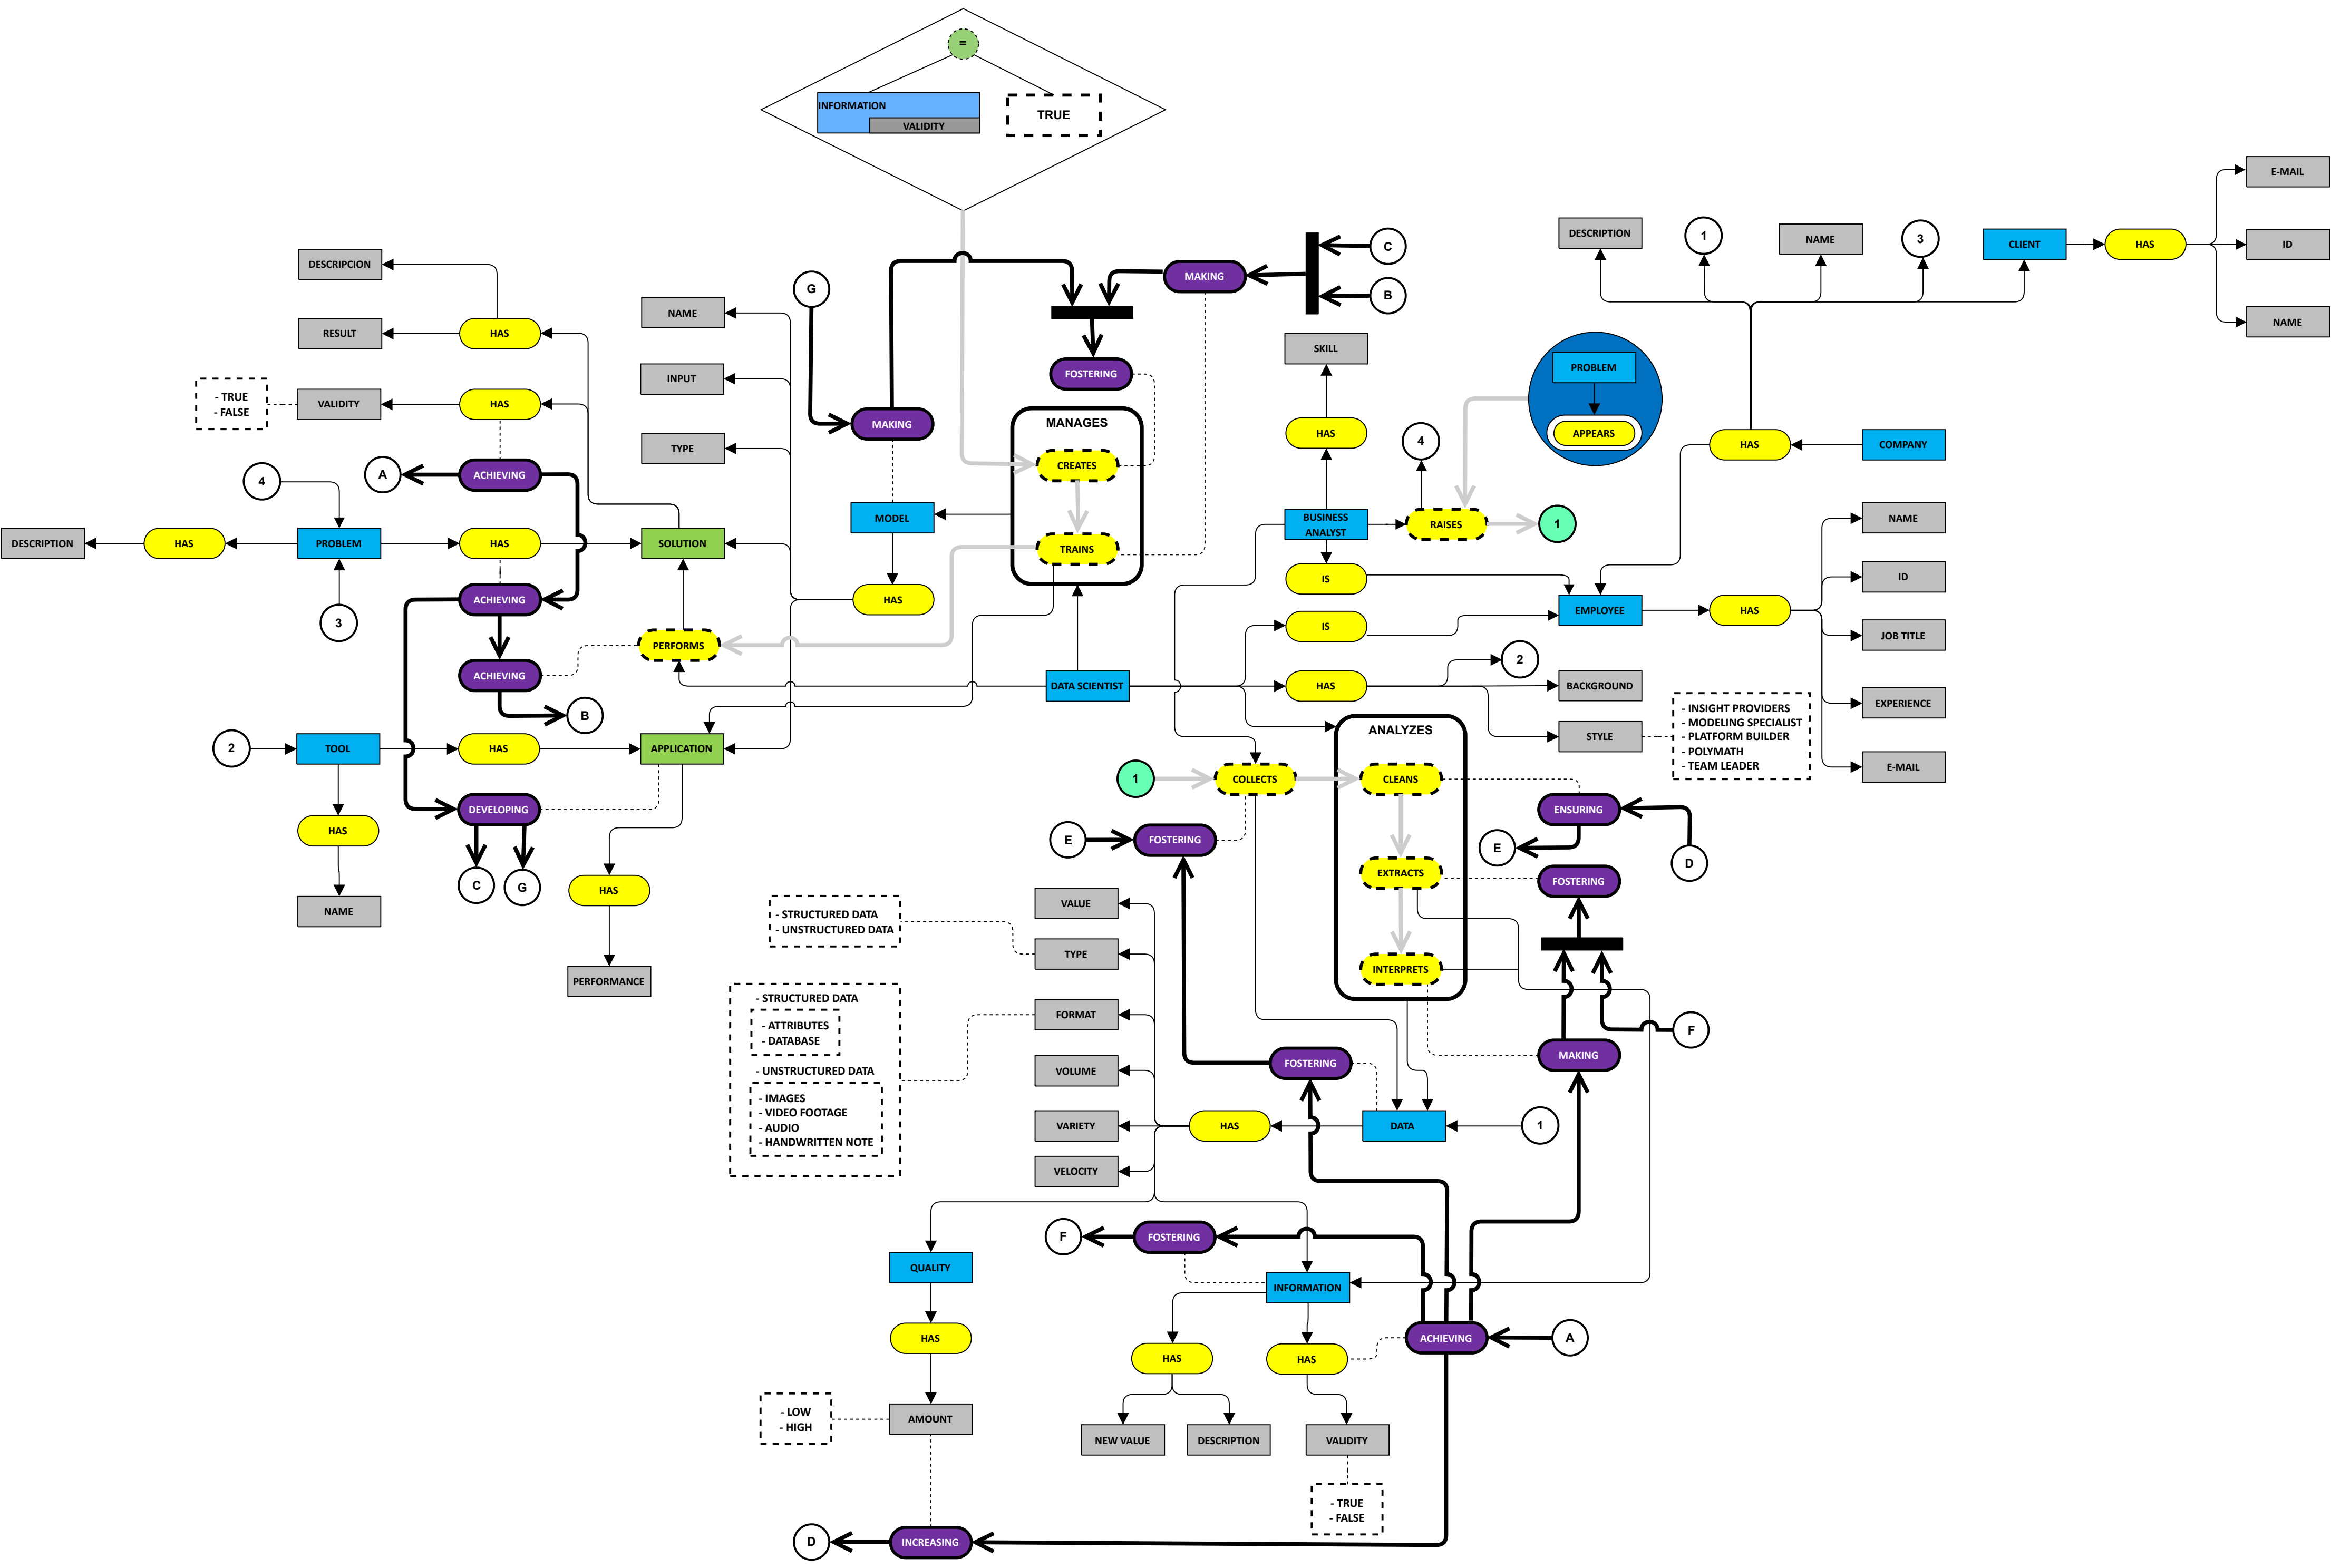 =
INFORMATION
VALIDITY
TRUE
E-MAIL
DESCRIPTION
1
NAME
3
CLIENT
HAS
ID
NAME
C
MAKING
B
DESCRIPCION
G
NAME
RESULT
HAS
SKILL
PROBLEM
APPEARS
FOSTERING
INPUT
- TRUE
- FALSE
VALIDITY
HAS
MAKING
MANAGES
HAS
4
HAS
COMPANY
TYPE
CREATES
4
A
ACHIEVING
MODEL
BUSINESS
ANALYST
RAISES
1
NAME
DESCRIPTION
HAS
PROBLEM
HAS
SOLUTION
TRAINS
IS
ID
ACHIEVING
HAS
3
IS
EMPLOYEE
HAS
JOB TITLE
PERFORMS
ACHIEVING
DATA SCIENTIST
HAS
2
BACKGROUND
EXPERIENCE
B
- INSIGHT PROVIDERS
- MODELING SPECIALIST
- PLATFORM BUILDER
- POLYMATH
- TEAM LEADER
STYLE
ANALYZES
2
TOOL
HAS
APPLICATION
E-MAIL
1
COLLECTS
CLEANS
DEVELOPING
ENSURING
HAS
E
FOSTERING
E
D
C
G
HAS
EXTRACTS
FOSTERING
NAME
VALUE
- STRUCTURED DATA
- UNSTRUCTURED DATA
TYPE
INTERPRETS
PERFORMANCE
- STRUCTURED DATA
- ATTRIBUTES
- DATABASE
- UNSTRUCTURED DATA
- IMAGES
- VIDEO FOOTAGE
- AUDIO
- HANDWRITTEN NOTE
FORMAT
F
VOLUME
FOSTERING
MAKING
VARIETY
HAS
DATA
1
VELOCITY
F
FOSTERING
QUALITY
INFORMATION
HAS
ACHIEVING
A
HAS
HAS
- LOW
- HIGH
AMOUNT
NEW VALUE
DESCRIPTION
VALIDITY
- TRUE
- FALSE
D
INCREASING